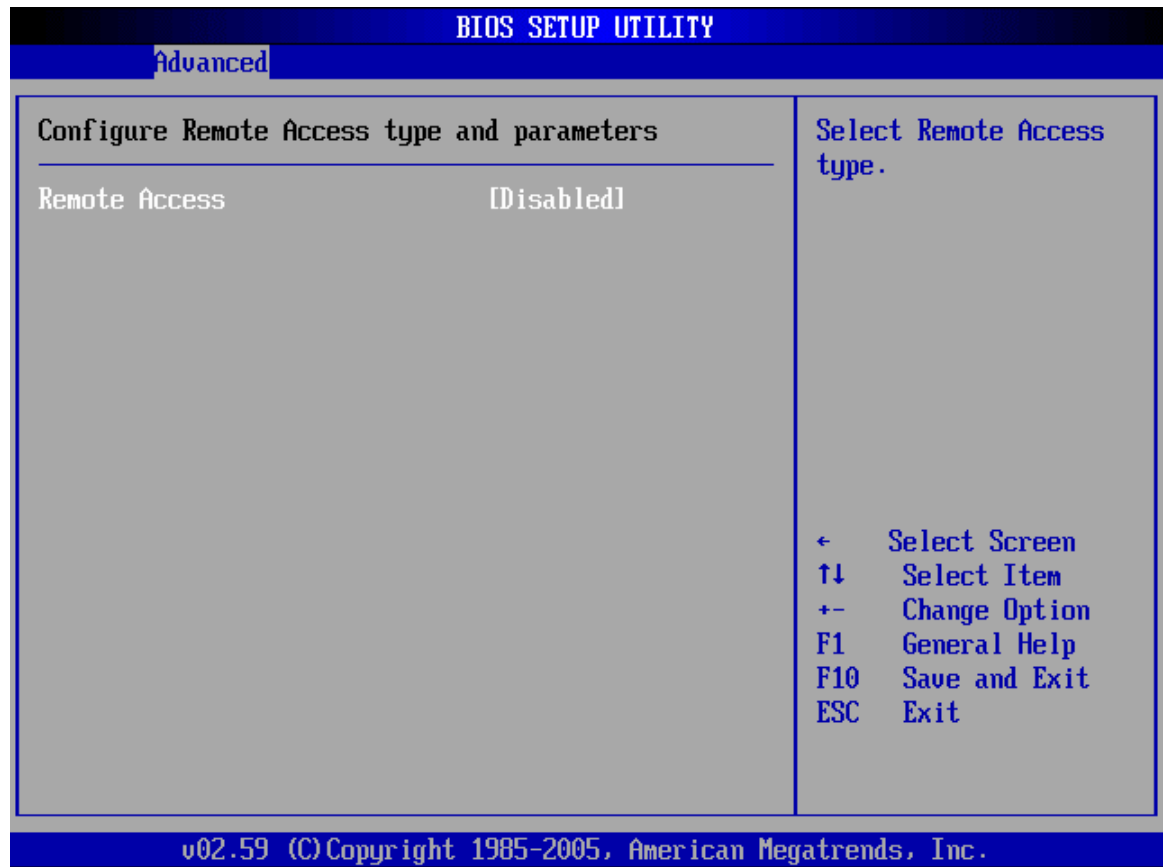 BIOS SETUP UTILITY
Advanced
Configure Remote Access type and parameters
Remote Access [Disabled]
Select Remote Access
type.
← Select Screen
↑↓ Select Item
+- Change Option
F1 General Help
F10 Save and Exit
ESC Exit
v02.59 (C)Copyright 1985-2005, American Megatrends, Inc.